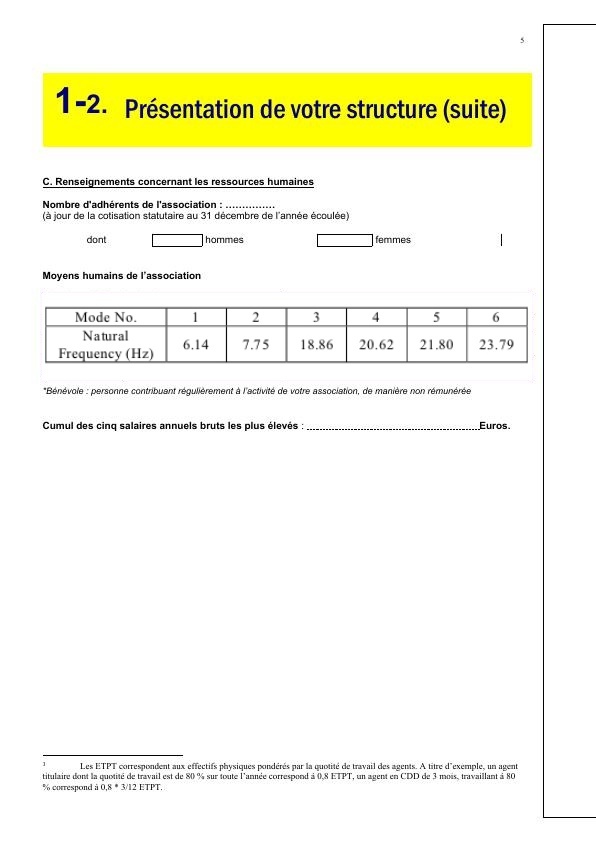 5
1-2. Présentation de votre structure (suite)
C. Renseignements concernant les ressources humaines
Nombre d'adhérents de l'association : ……………
(à jour de la cotisation statutaire au 31 décembre de l'année écoulée)
dont hommes femmes
Moyens humains de l'association
Mode No. 1 2 3 4 5 6
Natural
Frequency (Hz) 6.14 7.75 18.86 20.62 21.80 23.79
*Bénévole : personne contribuant régulièrement à l'activité de votre association, de manière non rémunérée
Cumul des cinq salaires annuels bruts les plus élevés : ................................................Euros.
3 Les ETPT correspondent aux effectifs physiques pondérés par la quotité de travail des agents. A titre d'exemple, un agent
titulaire dont la quotité de travail est de 80 % sur toute l'année correspond á 0,8 ETPT, un agent en CDD de 3 mois, travaillant á 80
% correspond á 0,8 * 3/12 ETPT.